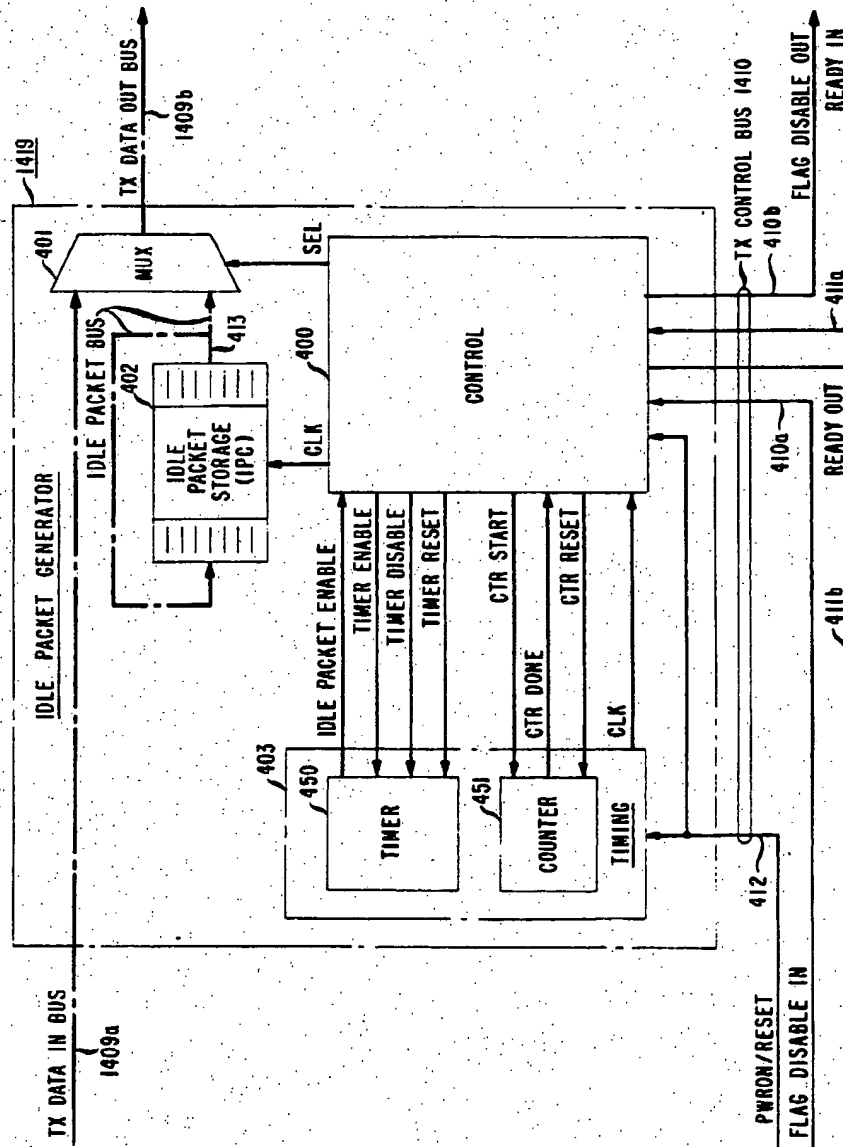 TX DATA IN BUS
1409a
IDLE PACKET GENERATOR
1419
TX DATA OUT BUS
1409b
401
MUX
SEL
IDLE PACKET BUS
402
413
IDLE
PACKET
STORAGE
(IPC)
CLK
400
CONTROL
IDLE PACKET ENABLE
TIMER ENABLE
TIMER DISABLE
TIMER RESET
CTR START
CTR DONE
CTR RESET
CLK
403
450
TIMER
451
COUNTER
TIMING
412
TX CONTROL BUS 1410
410b
411a
410a
411b
PWRON/RESET
FLAG DISABLE IN
READY OUT
FLAG DISABLE OUT
READY IN